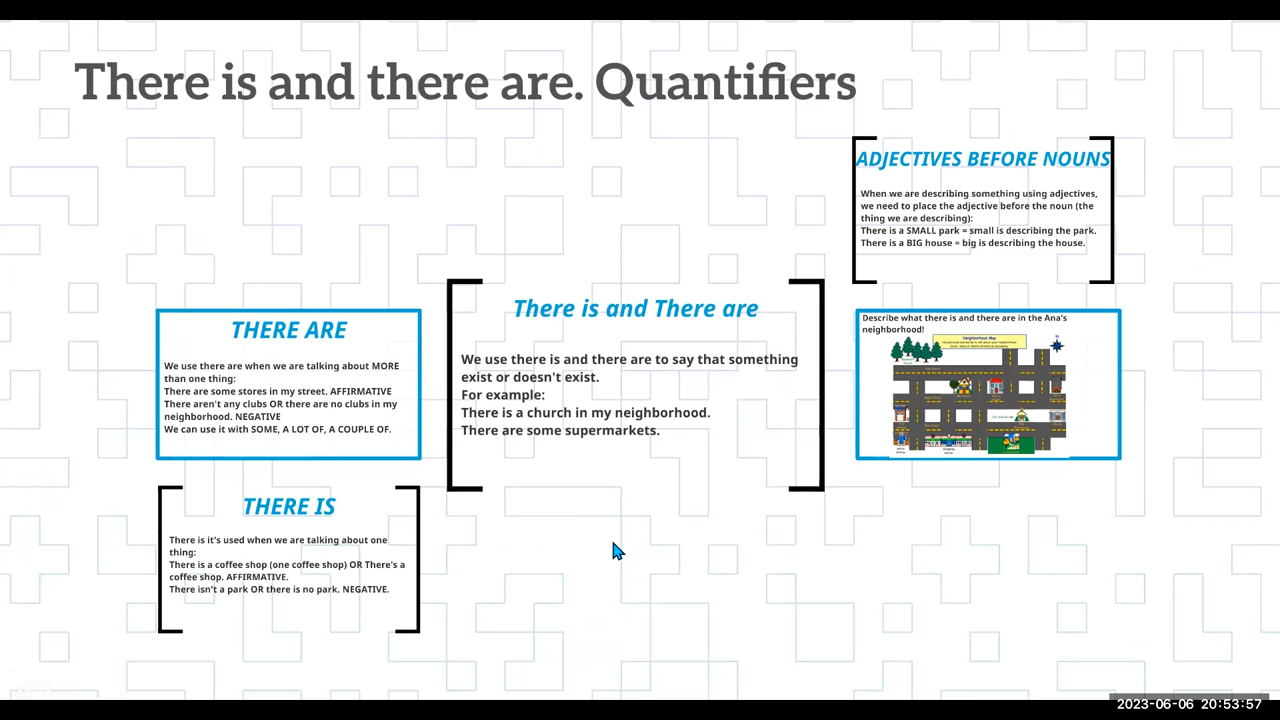 There is and there are. Quantifiers
ADJECTIVES BEFORE NOUNS
When we are describing something using adjectives,
we need to place the adjective before the noun (the
thing we are describing):
There is a SMALL park = small is describing the park.
There is a BIG house = big is describing the house.
There is and There are
We use there is and there are to say that something
exist or doesn't exist.
For example:
There is a church in my neighborhood.
There are some supermarkets.
THERE ARE
We use there are when we are talking about MORE
than one thing:
There are some stores in my street. AFFIRMATIVE
There aren't any clubs OR there are no clubs in my
neighborhood. NEGATIVE
We can use it with SOME, A LOT OF, A COUPLE OF.
Describe what there is and there are in the Ana's
neighborhood!
Neighborhood Map
THERE IS
There is it's used when we are talking about one
thing:
There is a coffee shop (one coffee shop) OR There's a
coffee shop. AFFIRMATIVE.
There isn't a park OR there is no park. NEGATIVE.
2023-06-06 20:53:57